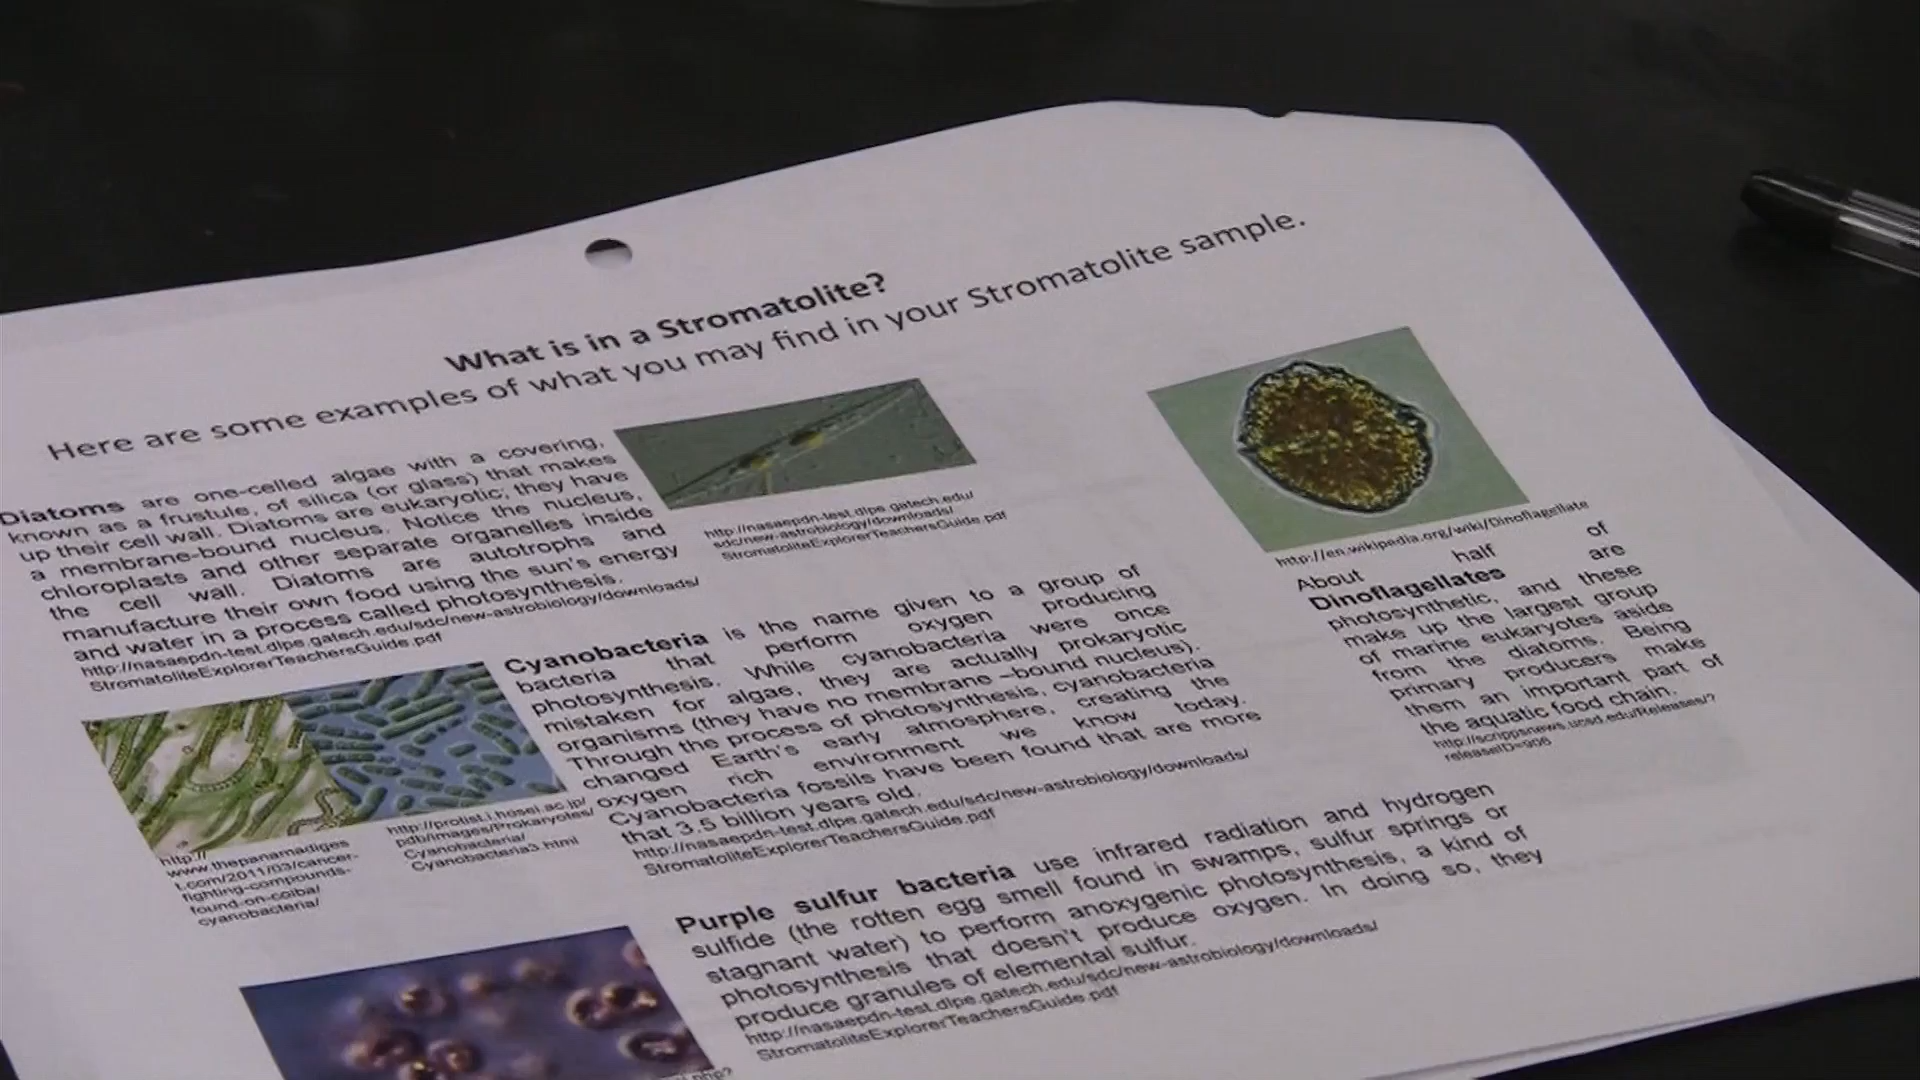 What is in a Stromatolite?
Here are some examples of what you may find in your Stromatolite sample.
Diatoms are one-celled algae with a covering,
known as a frustule, of silica (or glass) that makes
up their cell wall. Diatoms are eukaryotic; they have
a membrane-bound nucleus. Notice the nucleus,
chloroplasts and other separate organelles inside
the cell wall. Diatoms are autotrophs and
manufacture their own food using the sun's energy
and water in a process called photosynthesis.
http://nasaepdn-test.dlpe.gatech.edu/sdc/new-astrobiology/downloads/
StromatoliteExplorerTeachersGuide.pdf
http://nasaepdn-test.dlpe.gatech.edu/
sdc/new-astrobiology/downloads/
StromatoliteExplorerTeachersGuide.pdf
http://en.wikipedia.org/wiki/Dinoflagellate
About half of
Dinoflagellates are
photosynthetic, and these
make up the largest group
of marine eukaryotes aside
from the diatoms. Being
primary producers make
them an important part of
the aquatic food chain.
http://scrippsnews.ucsd.edu/Releases/?
releaseID=906
Cyanobacteria is the name given to a group of
bacteria that perform oxygen producing
photosynthesis. While cyanobacteria were once
mistaken for algae, they are actually prokaryotic
organisms (they have no membrane -bound nucleus).
Through the process of photosynthesis, cyanobacteria
changed Earth's early atmosphere, creating the
oxygen rich environment we know today.
Cyanobacteria fossils have been found that are more
that 3.5 billion years old.
http://nasaepdn-test.dlpe.gatech.edu/sdc/new-astrobiology/downloads/
StromatoliteExplorerTeachersGuide.pdf
http://
www.thepanamadiges
t.com/2011/03/cancer-
fighting-compounds-
found-on-coiba/
cyanobacteria/
http://protist.i.hosei.ac.jp/
pdb/images/Prokaryotes/
Cyanobacteria/
Cyanobacteria3.html
Purple sulfur bacteria use infrared radiation and hydrogen
sulfide (the rotten egg smell found in swamps, sulfur springs or
stagnant water) to perform anoxygenic photosynthesis, a kind of
photosynthesis that doesn't produce oxygen. In doing so, they
produce granules of elemental sulfur.
http://nasaepdn-test.dlpe.gatech.edu/sdc/new-astrobiology/downloads/
StromatoliteExplorerTeachersGuide.pdf